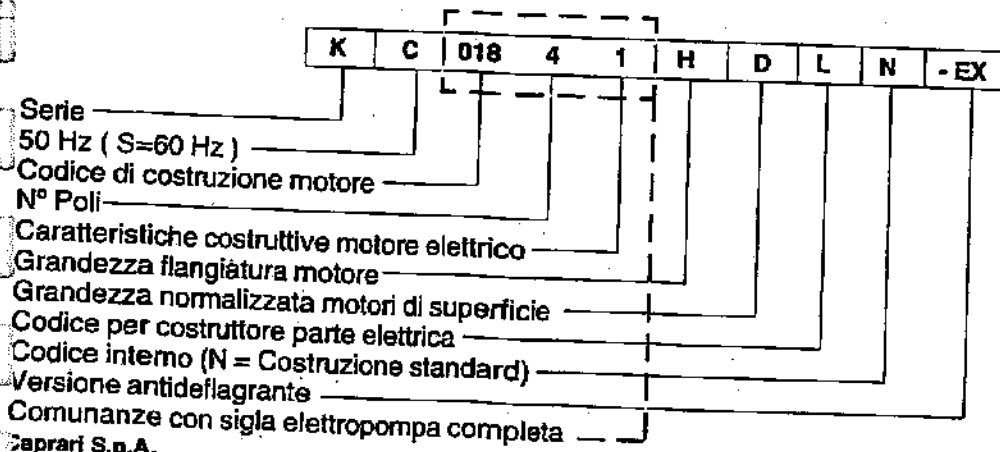 K C 018 4 1 H D L N - EX
Serie
50 Hz ( S=60 Hz )
Codice di costruzione motore
N° Poli
Caratteristiche costruttive motore elettrico
Grandezza flangiatura motore
Grandezza normalizzata motori di superficie
Codice per costruttore parte elettrica
Codice interno (N = Costruzione standard)
Versione antideflagrante
Comunanze con sigla elettropompa completa
Caprari S.p.A.